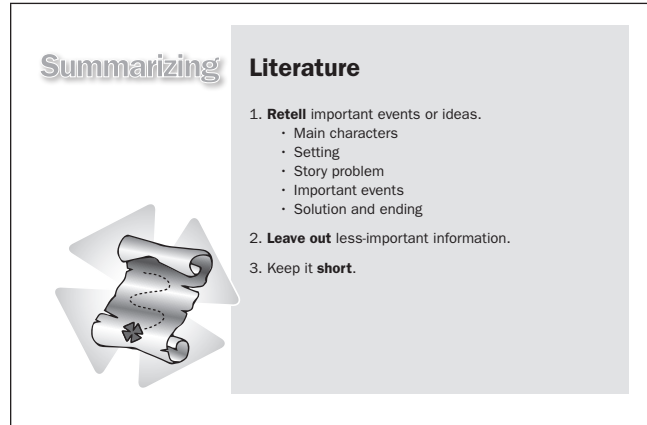 Summarizing
Literature
1. Retell important events or ideas.
• Main characters
• Setting
• Story problem
• Important events
• Solution and ending
2. Leave out less-important information.
3. Keep it short.